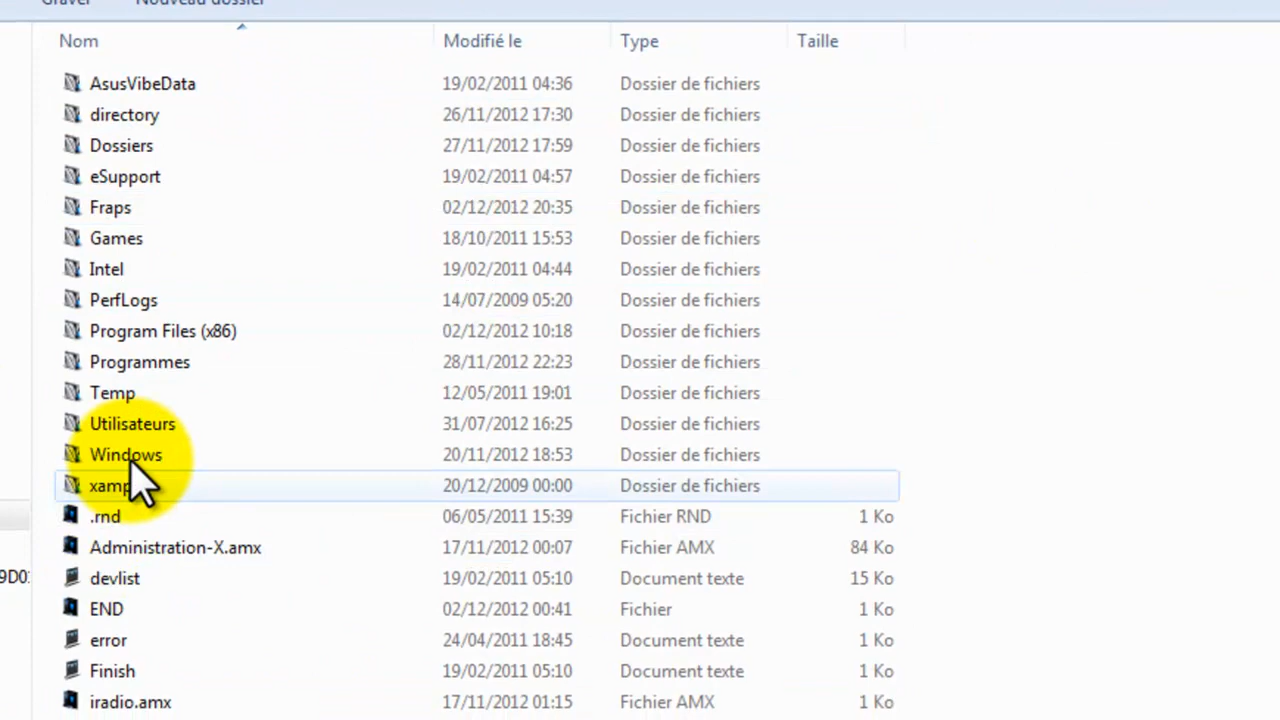 Graver Nouveau dossier
Nom Modifié le Type Taille
AsusVibeData 19/02/2011 04:36 Dossier de fichiers
directory 26/11/2012 17:30 Dossier de fichiers
Dossiers 27/11/2012 17:59 Dossier de fichiers
eSupport 19/02/2011 04:57 Dossier de fichiers
Fraps 02/12/2012 20:35 Dossier de fichiers
Games 18/10/2011 15:53 Dossier de fichiers
Intel 19/02/2011 04:44 Dossier de fichiers
PerfLogs 14/07/2009 05:20 Dossier de fichiers
Program Files (x86) 02/12/2012 10:18 Dossier de fichiers
Programmes 28/11/2012 22:23 Dossier de fichiers
Temp 12/05/2011 19:01 Dossier de fichiers
Utilisateurs 31/07/2012 16:25 Dossier de fichiers
Windows 20/11/2012 18:53 Dossier de fichiers
20/12/2009 00:00 Dossier de fichiers
.rnd 06/05/2011 15:39 Fichier RND 1 Ko
Administration-X.amx 17/11/2012 00:07 Fichier AMX 84 Ko
devlist 19/02/2011 05:10 Document texte 15 Ko
END 02/12/2012 00:41 Fichier 1 Ko
error 24/04/2011 18:45 Document texte 1 Ko
Finish 19/02/2011 05:10 Document texte 1 Ko
iradio.amx 17/11/2012 01:15 Fichier AMX 1 Ko